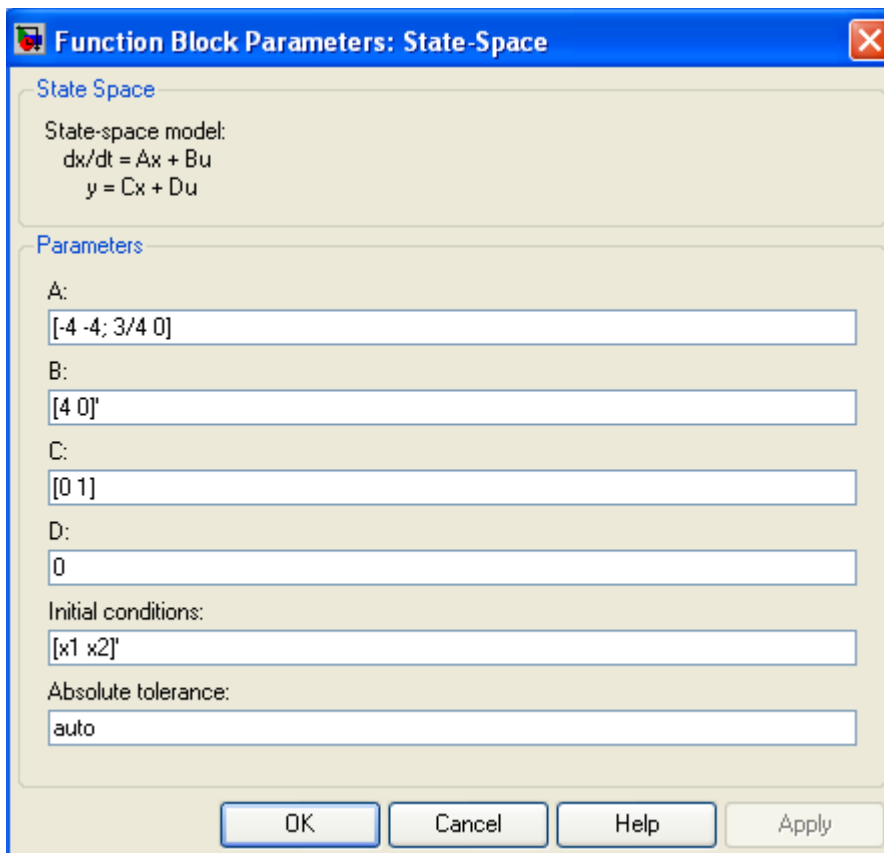 Function Block Parameters: State-Space
State Space
State-space model:
dx/dt = Ax + Bu
y = Cx + Du
Parameters
A:
[-4 -4; 3/4 0]
B:
[4 0]'
C:
[0 1]
D:
0
Initial conditions:
[x1 x2]'
Absolute tolerance:
auto
OK Cancel Help Apply